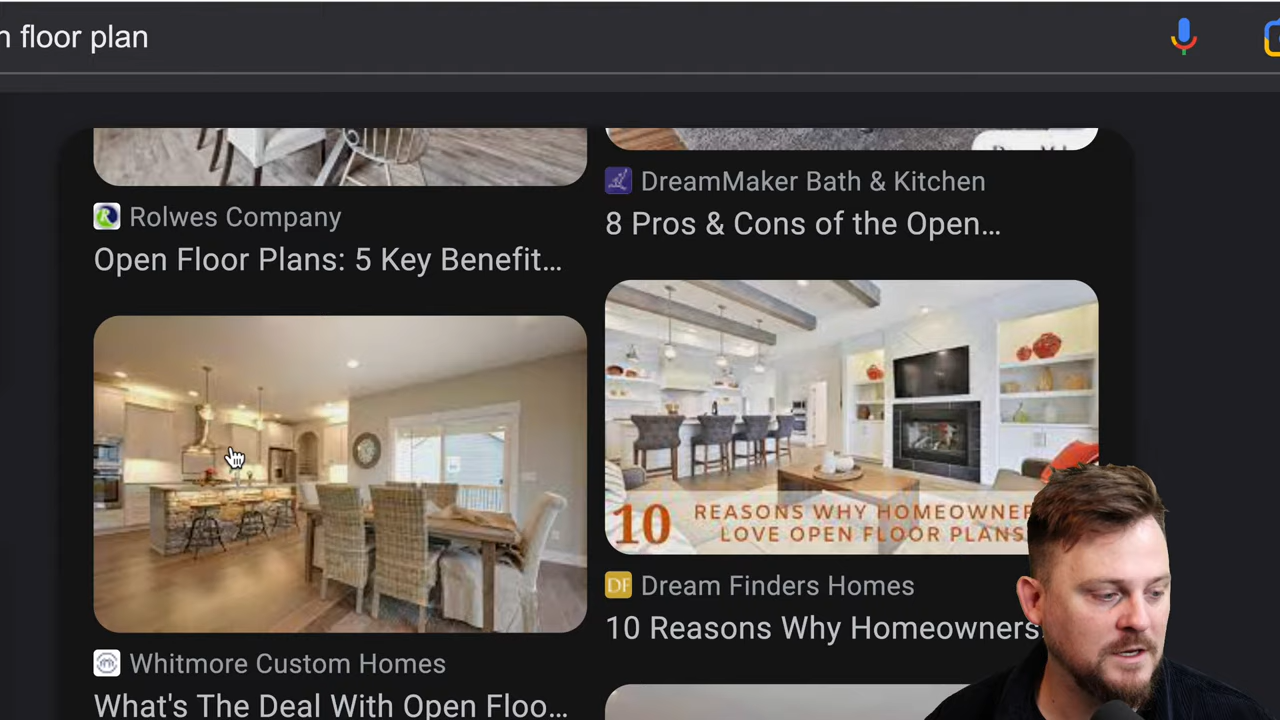 n floor plan
DreamMaker Bath & Kitchen
8 Pros & Cons of the Open...
Rolwes Company
Open Floor Plans: 5 Key Benefit...
10 REASONS WHY HOMEOWNER
LOVE OPEN FLOOR PLANS
DF Dream Finders Homes
10 Reasons Why Homeowners
Whitmore Custom Homes
What's The Deal With Open Floo...